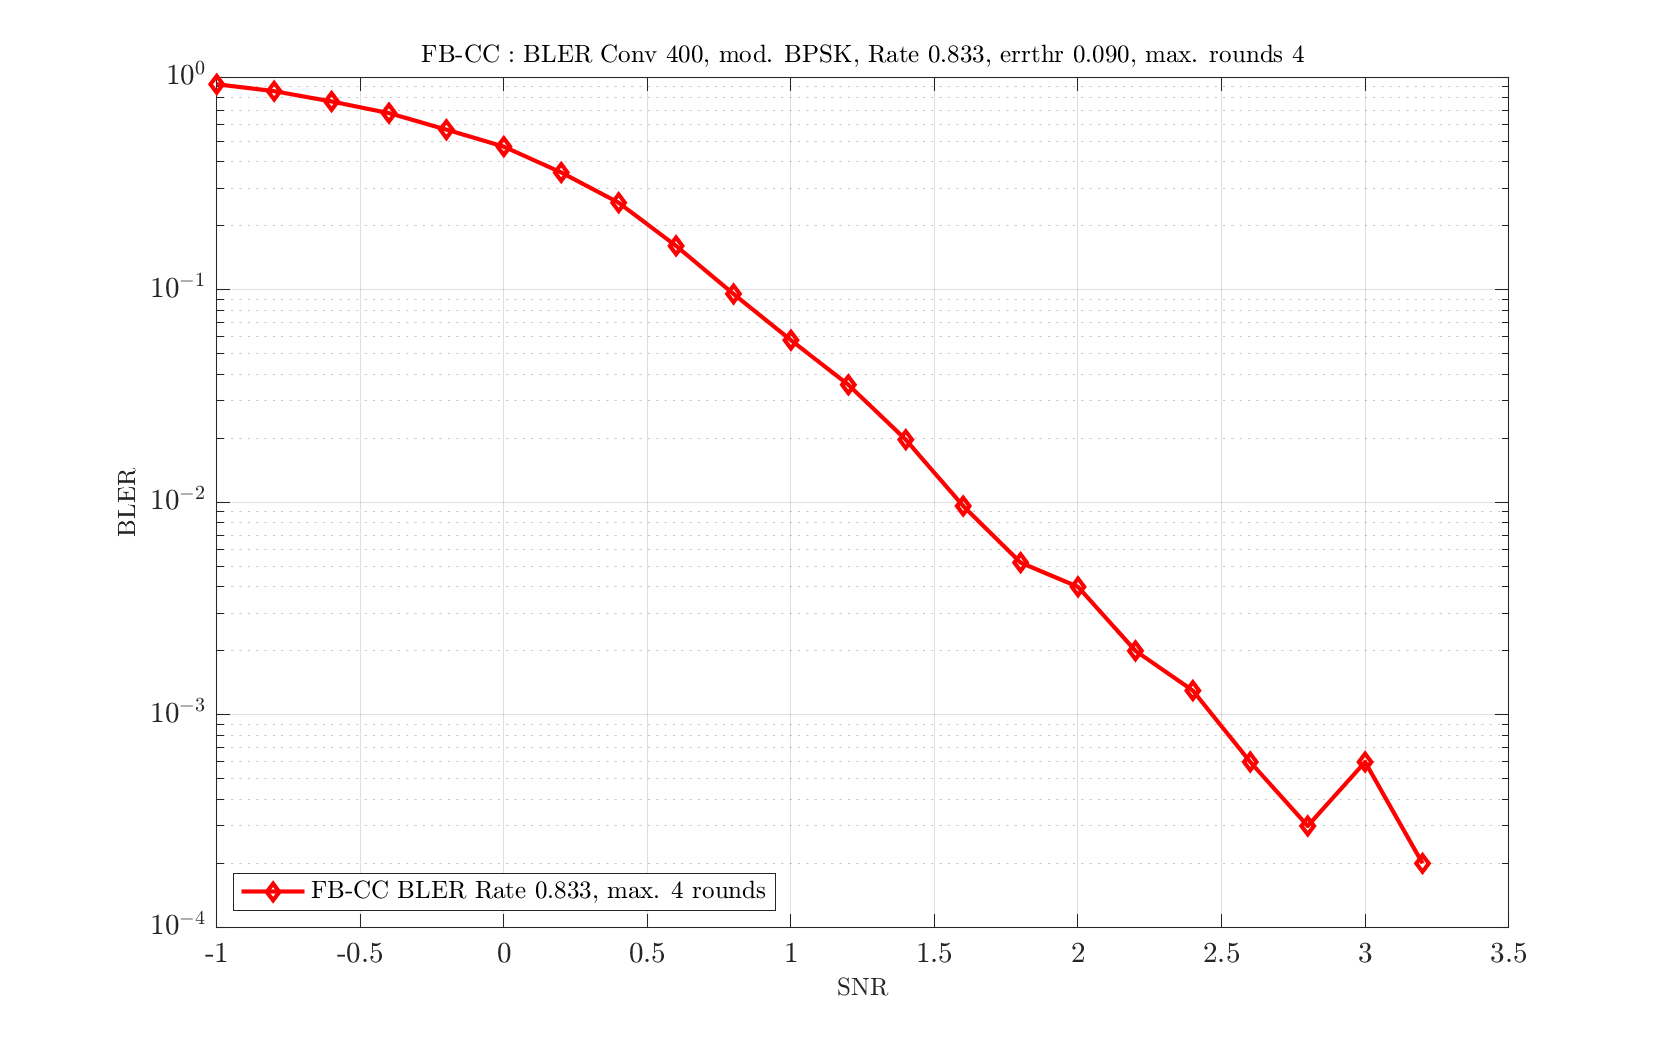 FB-CC : BLER Conv 400, mod. BPSK, Rate 0.833, errthr 0.090, max. rounds 4
10^0
10^-1
10^-2
10^-3
10^-4
BLER
FB-CC BLER Rate 0.833, max. 4 rounds
-1 -0.5 0 0.5 1 1.5 2 2.5 3 3.5
SNR